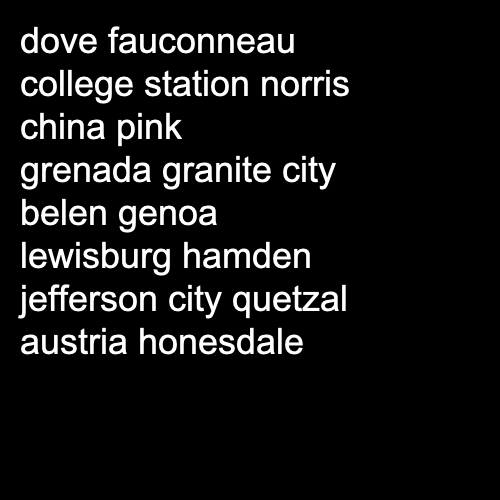 dove fauconneau
college station norris
china pink
grenada granite city
belen genoa
lewisburg hamden
jefferson city quetzal
austria honesdale